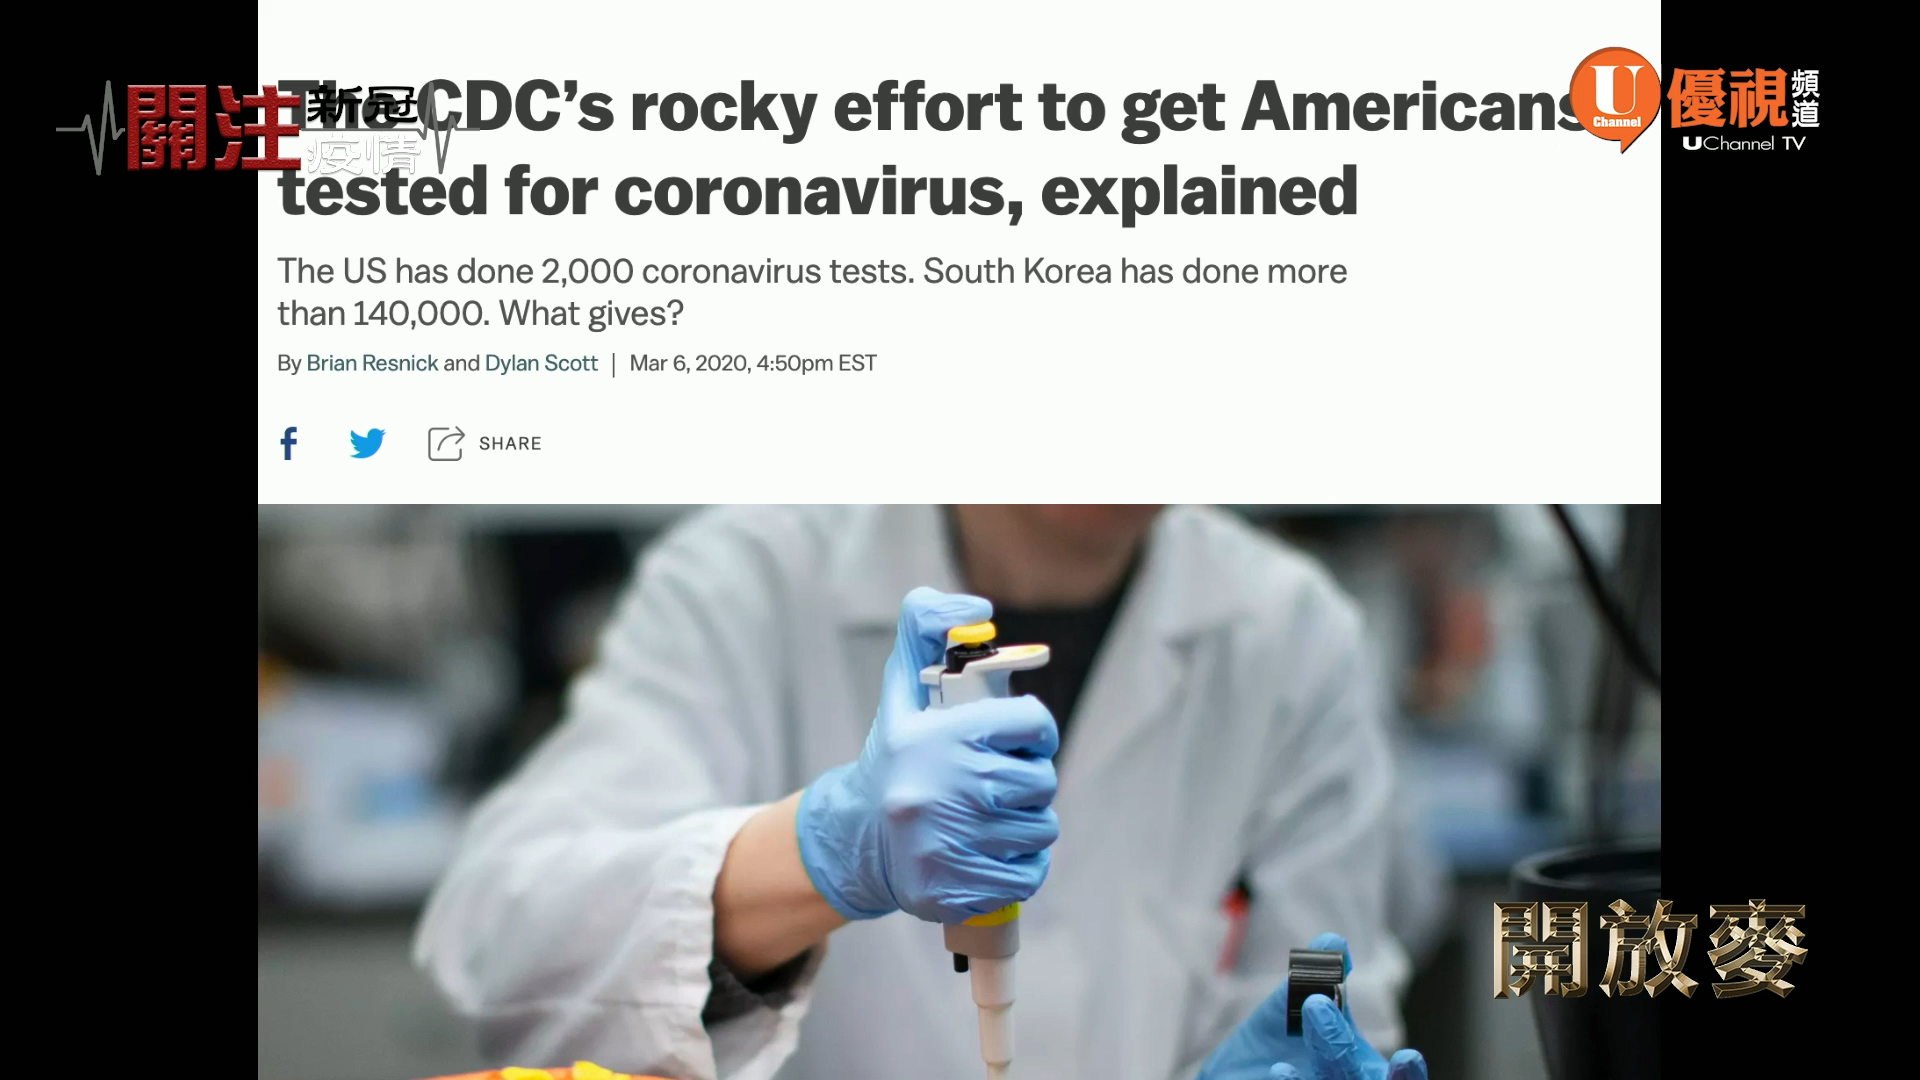 關注
新冠
疫情
The CDC's rocky effort to get Americans
tested for coronavirus, explained
The US has done 2,000 coronavirus tests. South Korea has done more
than 140,000. What gives?
By Brian Resnick and Dylan Scott | Mar 6, 2020, 4:50pm EST
SHARE
U
Channel
優視
頻道
UChannel TV
開放麥